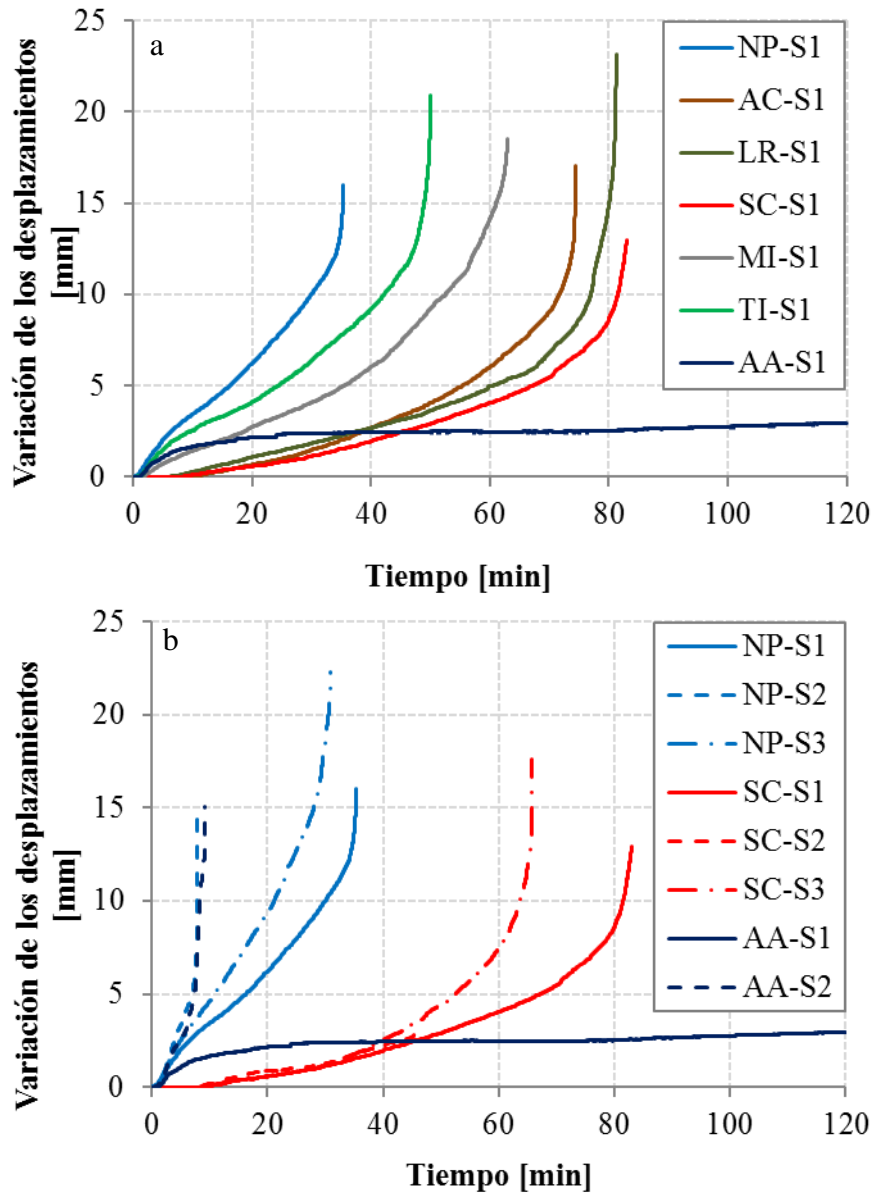 a
Variación de los desplazamientos
[mm]
25
20
15
10
5
0
0 20 40 60 80 100 120
Tiempo [min]
NP-S1
AC-S1
LR-S1
SC-S1
MI-S1
TI-S1
AA-S1
b
Variación de los desplazamientos
[mm]
25
20
15
10
5
0
0 20 40 60 80 100 120
Tiempo [min]
NP-S1
NP-S2
NP-S3
SC-S1
SC-S2
SC-S3
AA-S1
AA-S2